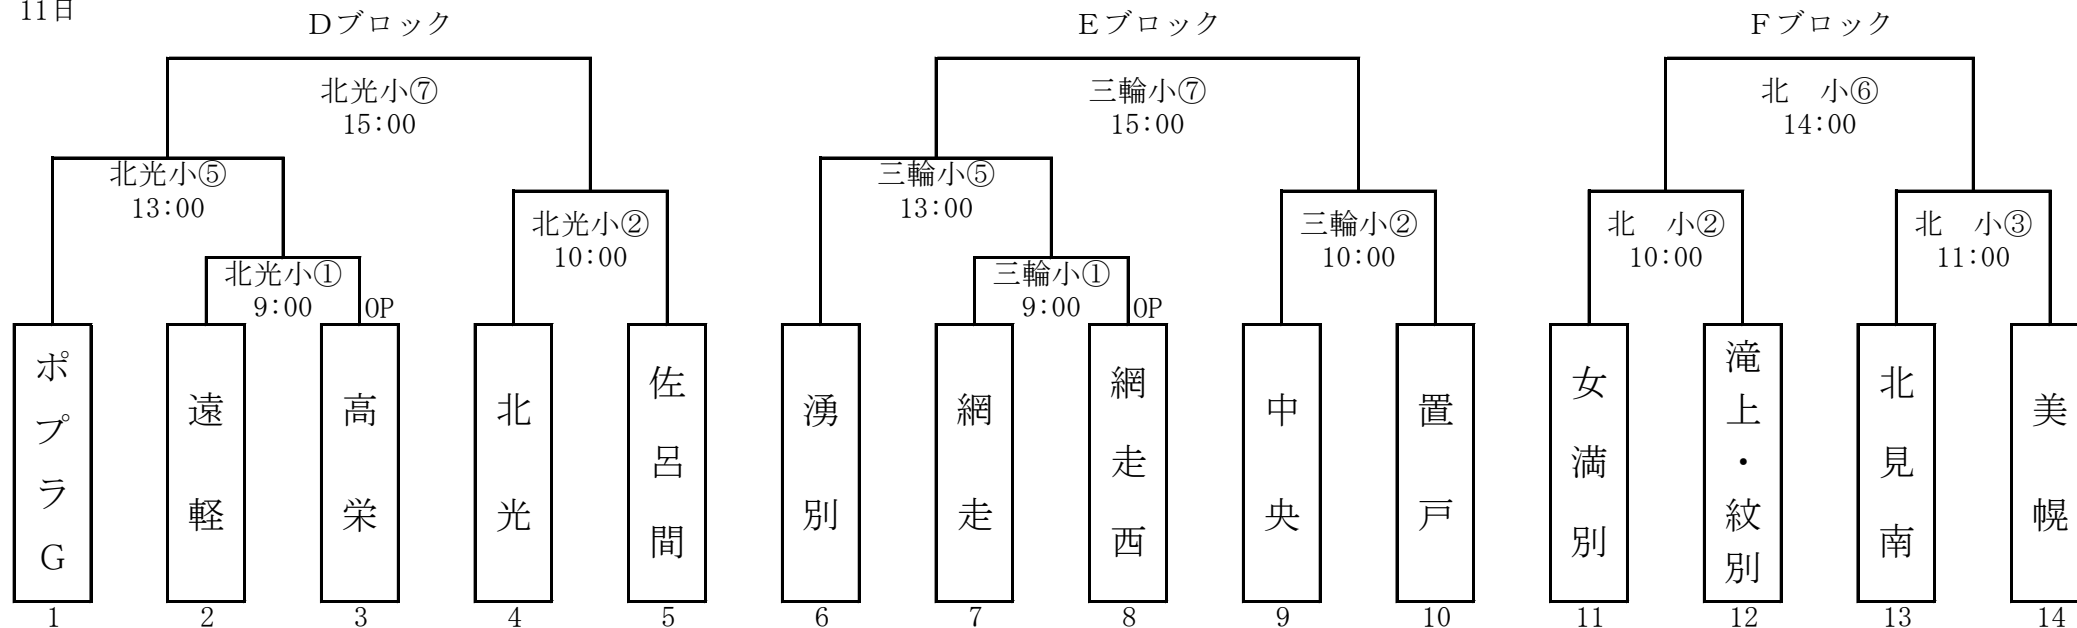 11日
Dブロック
Eブロック
Fブロック
北光小⑦
15:00
三輪小⑦
15:00
北　小⑥
14:00
北光小⑤
13:00
三輪小⑤
13:00
北光小②
10:00
三輪小②
10:00
北　小②
10:00
北　小③
11:00
北光小①
9:00
OP
三輪小①
9:00
OP
ポプラG
遠軽
高栄
北光
佐呂間
湧別
網走
網走西
中央
置戸
女満別
滝上・紋別
北見南
美幌
1
2
3
4
5
6
7
8
9
10
11
12
13
14